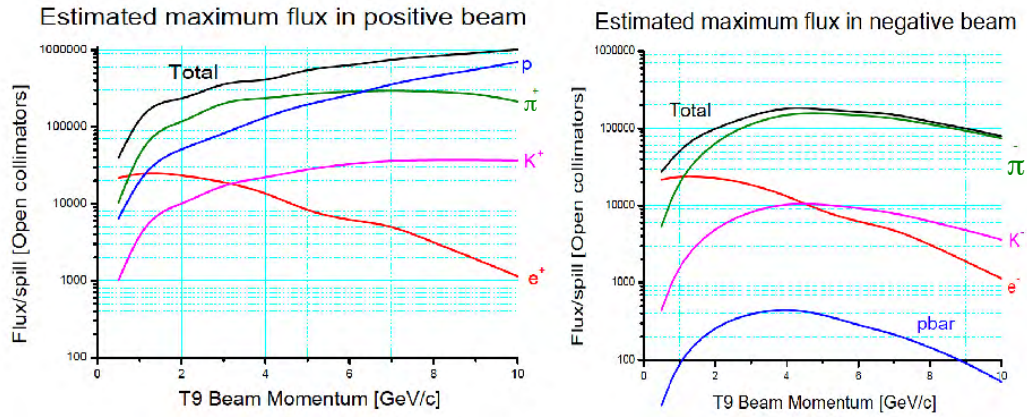 Estimated maximum flux in positive beam
1000000
100000
10000
1000
100
Flux/spill [Open collimators]
Total
p
π+
K+
e+
0
2
4
6
8
10
T9 Beam Momentum [GeV/c]
Estimated maximum flux in negative beam
1000000
100000
10000
1000
100
Flux/spill [Open collimators]
Total
π-
K-
e-
pbar
0
2
4
6
8
10
T9 Beam Momentum [GeV/c]